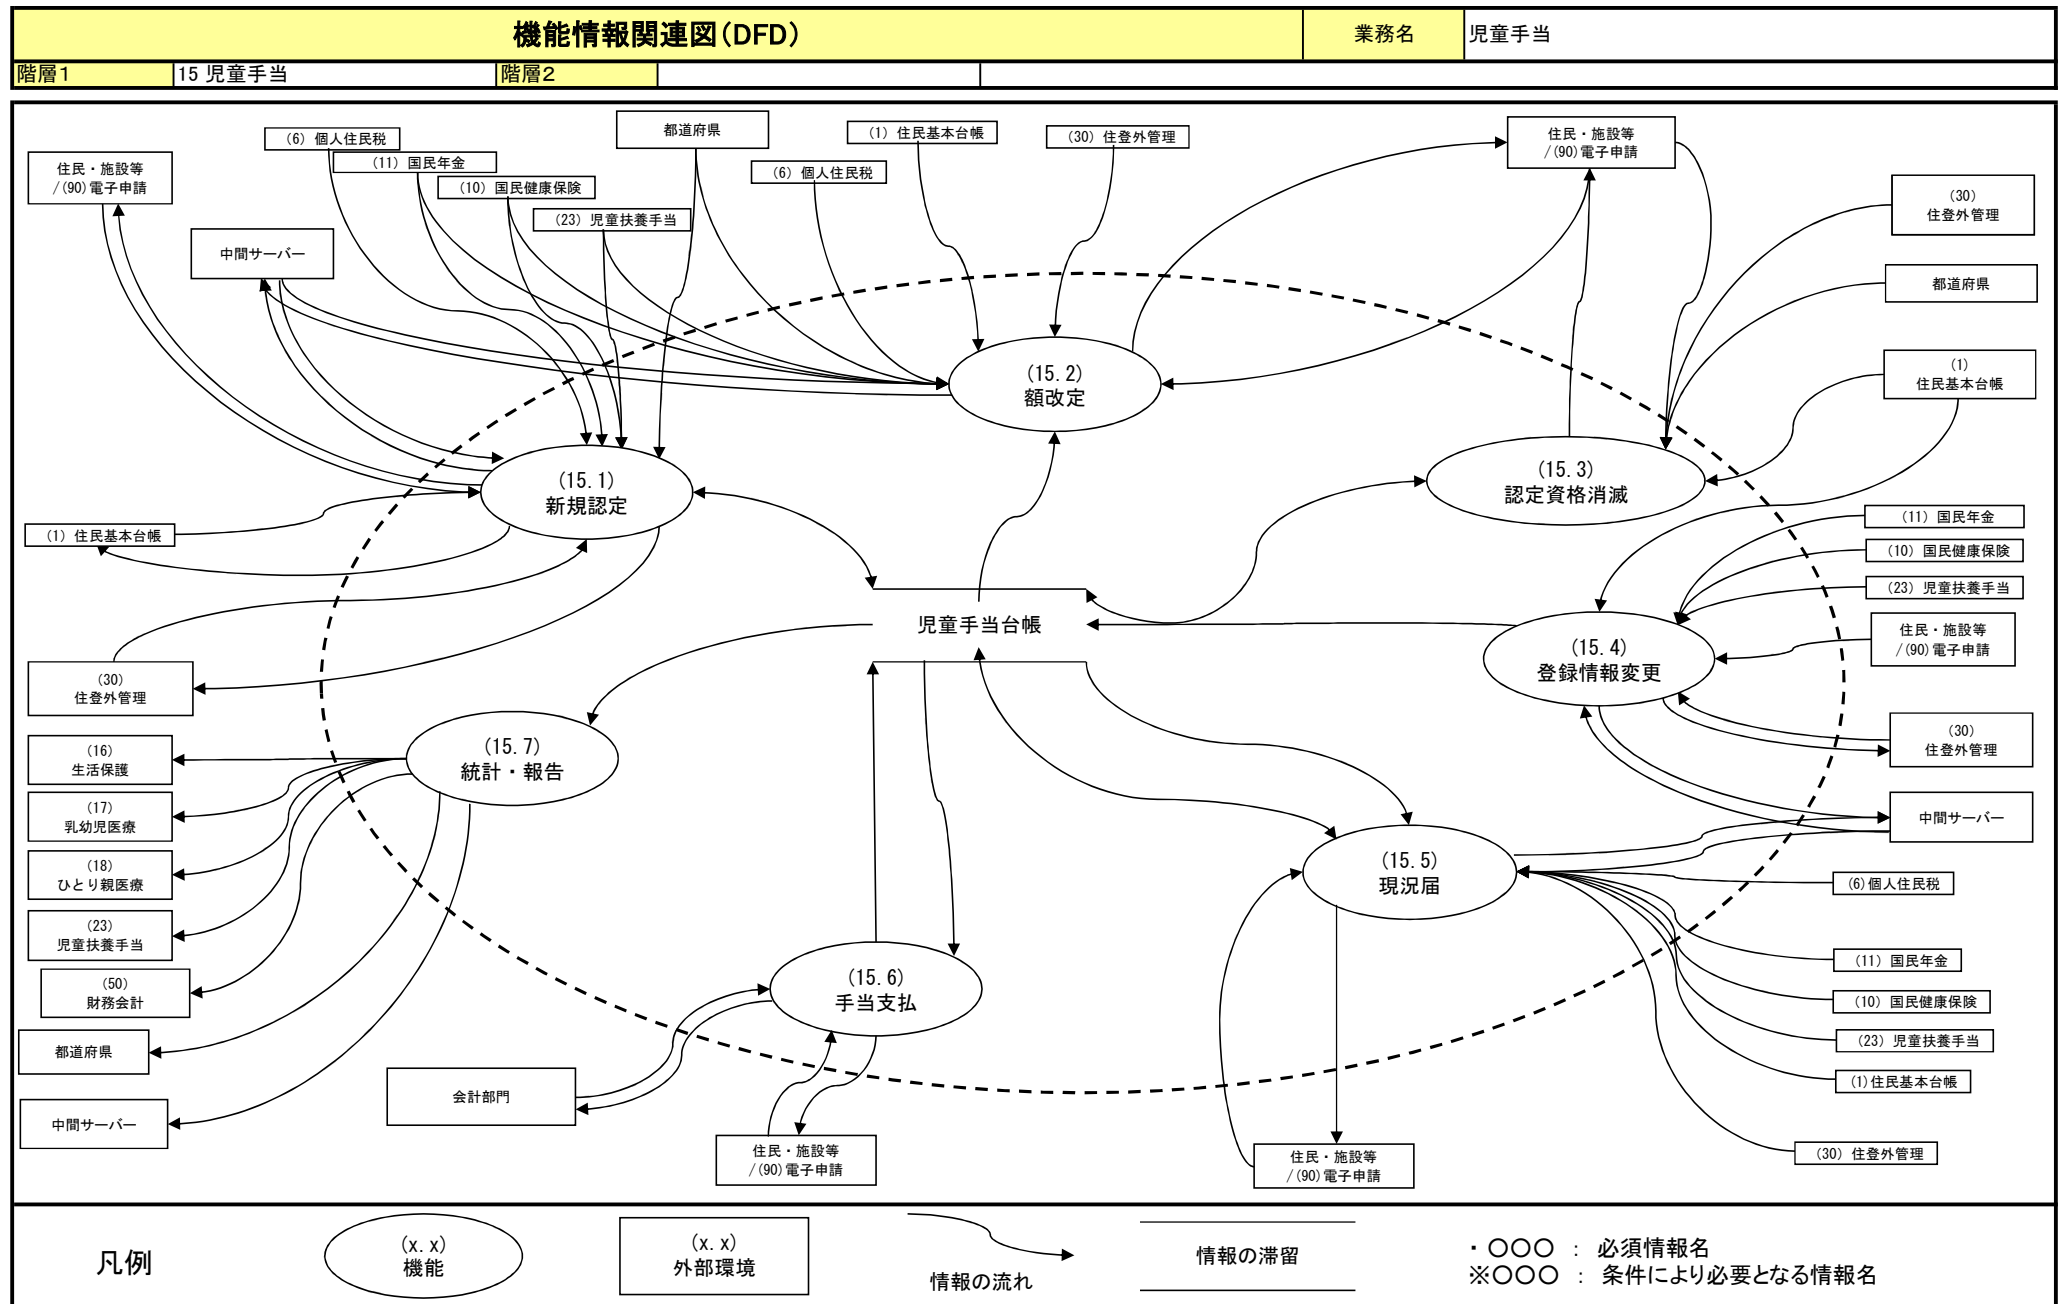 機能情報関連図(DFD)
業務名
児童手当
階層1
15 児童手当
階層2
(6) 個人住民税
(11) 国民年金
(10) 国民健康保険
(23) 児童扶養手当
都道府県
(6) 個人住民税
(1) 住民基本台帳
(30) 住登外管理
住民・施設等
/(90)電子申請
住民・施設等
/(90)電子申請
中間サーバー
(30)
住登外管理
都道府県
(1)
住民基本台帳
(15.2)
額改定
(15.1)
新規認定
(15.3)
認定資格消滅
(1) 住民基本台帳
(11) 国民年金
(10) 国民健康保険
(23) 児童扶養手当
住民・施設等
/(90)電子申請
児童手当台帳
(15.4)
登録情報変更
(30)
住登外管理
(30)
住登外管理
(15.7)
統計・報告
(16)
生活保護
(17)
乳幼児医療
(18)
ひとり親医療
(23)
児童扶養手当
(50)
財務会計
都道府県
中間サーバー
中間サーバー
(15.5)
現況届
(6)個人住民税
(11) 国民年金
(10) 国民健康保険
(23) 児童扶養手当
(1)住民基本台帳
(30) 住登外管理
(15.6)
手当支払
会計部門
住民・施設等
/(90)電子申請
住民・施設等
/(90)電子申請
凡例
(x.x)
機能
(x.x)
外部環境
情報の流れ
情報の滞留
・〇〇〇 : 必須情報名
※〇〇〇 : 条件により必要となる情報名